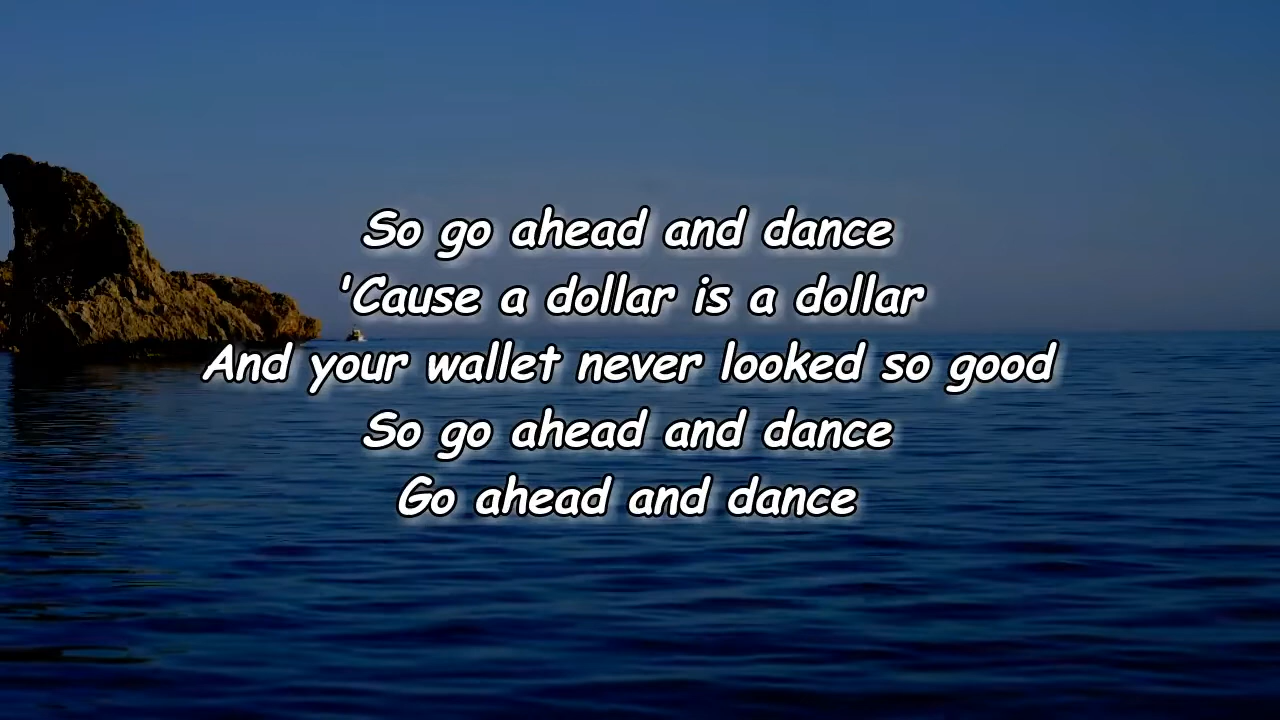 So go ahead and dance
'Cause a dollar is a dollar
And your wallet never looked so good
So go ahead and dance
Go ahead and dance